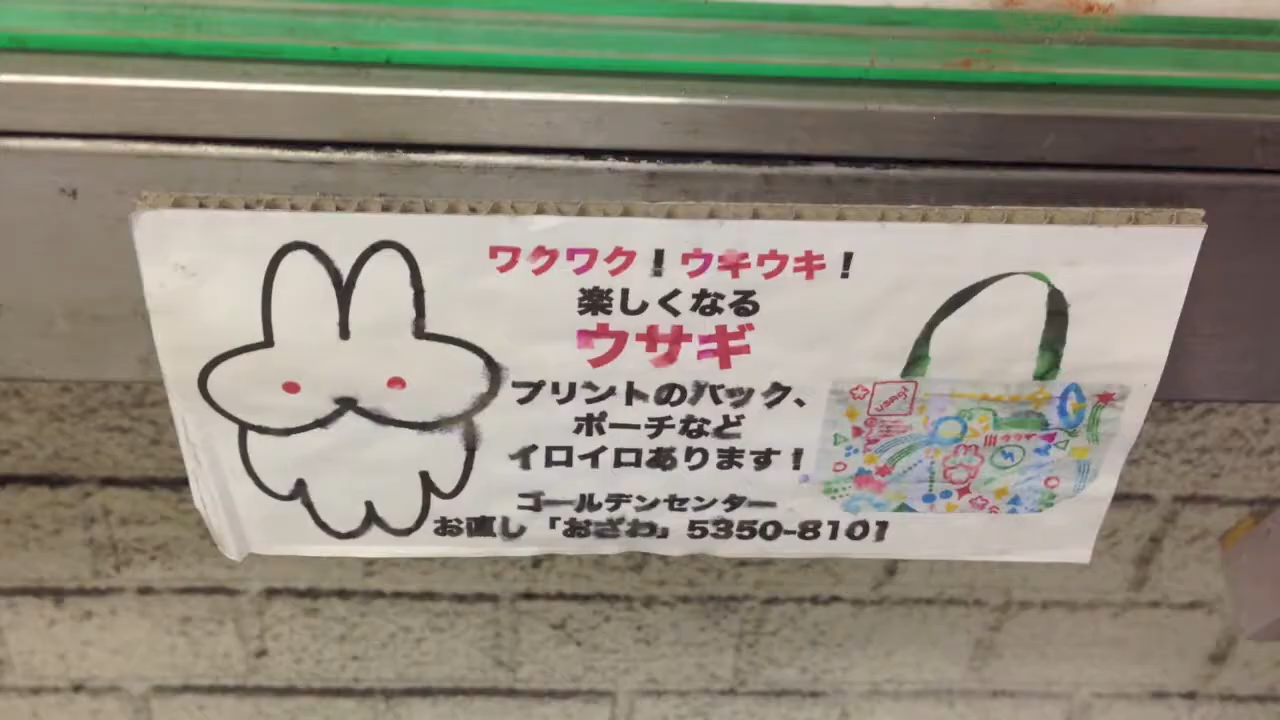 ワクワク!ウキウキ!
楽しくなる
ウサギ
プリントのバック、
ポーチなど
イロイロあります!
ゴールデンセンター
お直し「おざわ」5350-8101
USAGI